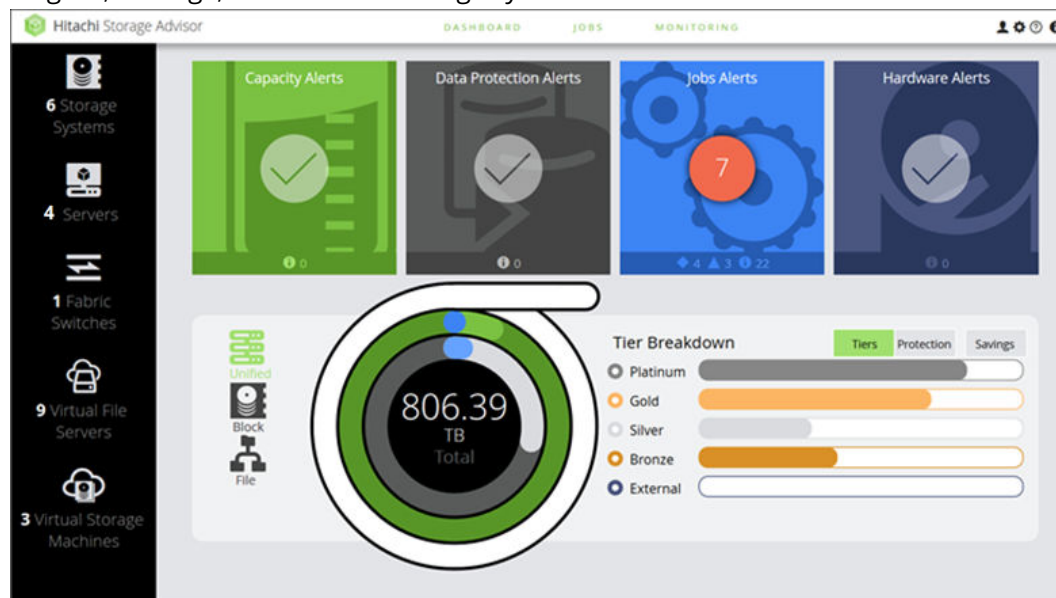 Hitachi Storage Advisor
DASHBOARD JOBS MONITORING
6 Storage
Systems
4 Servers
1 Fabric
Switches
9 Virtual File
Servers
3 Virtual Storage
Machines
Capacity Alerts
0
Data Protection Alerts
0
Jobs Alerts
7
4 3 22
Hardware Alerts
0
Unified
Block
File
806.39
TB
Total
Tier Breakdown
Tiers Protection Savings
Platinum
Gold
Silver
Bronze
External